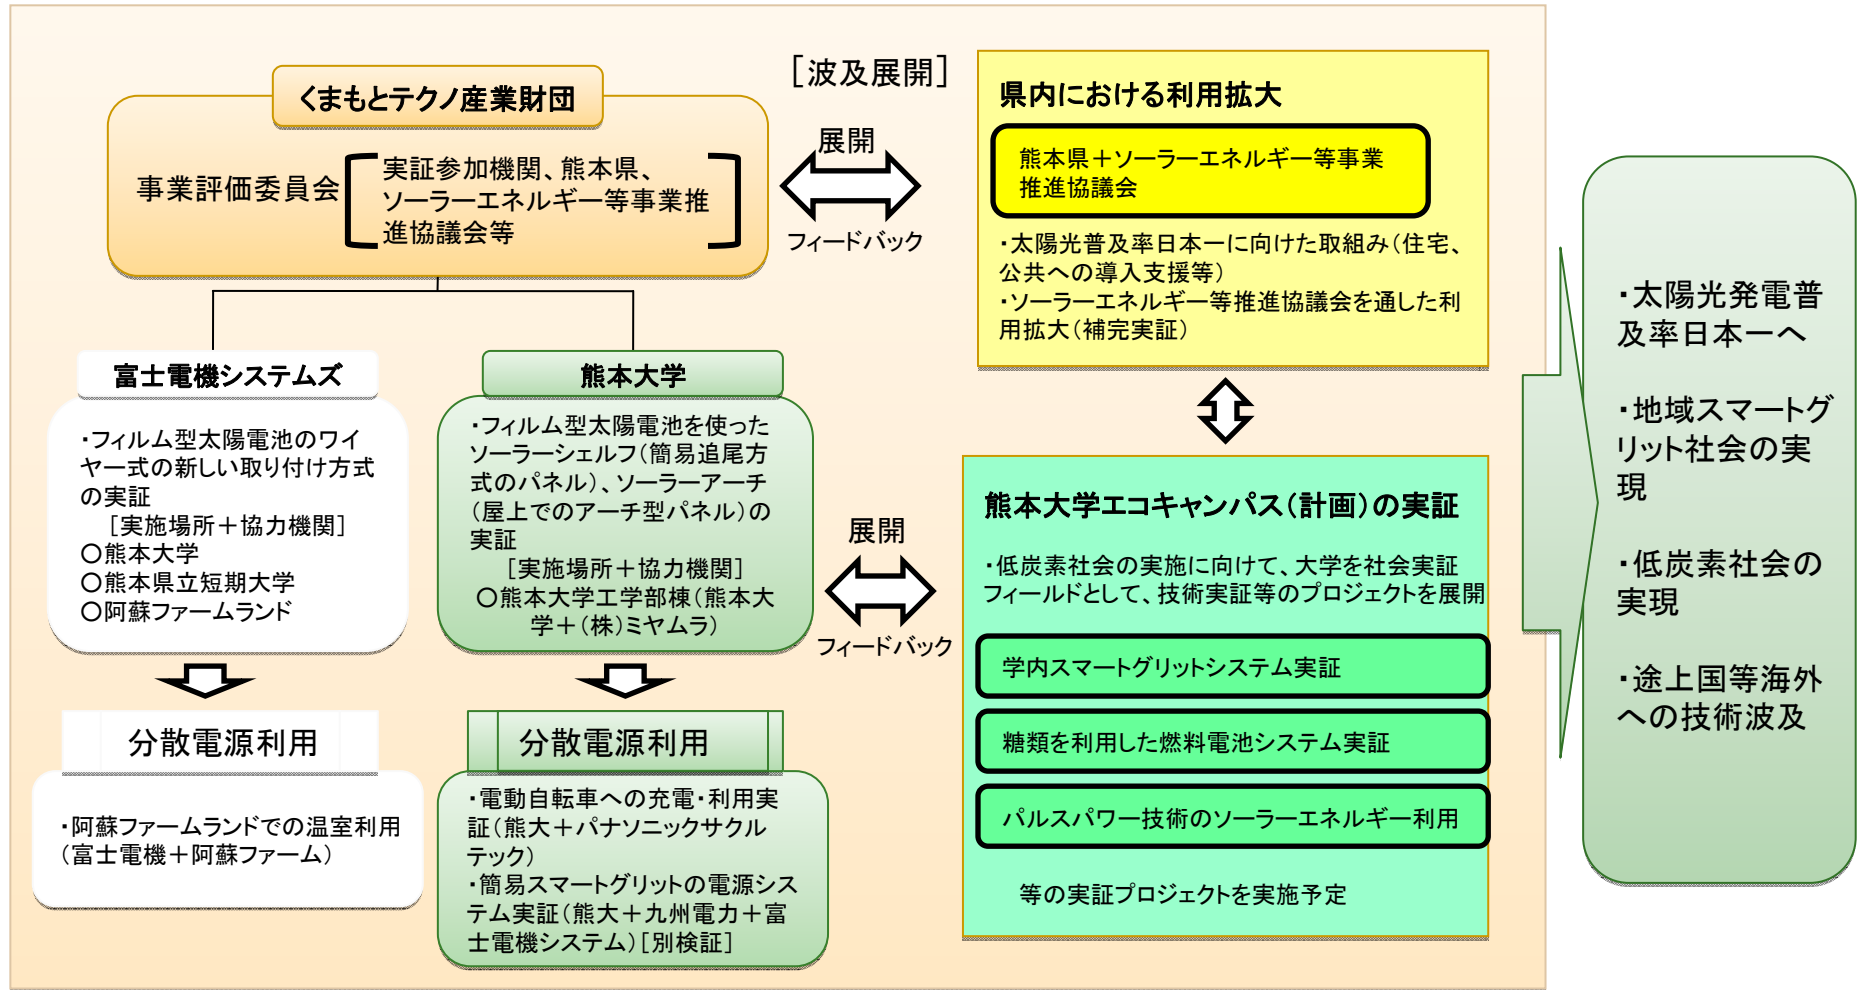 くまもとテクノ産業財団
事業評価委員会
実証参加機関、熊本県、
ソーラーエネルギー等事業推
進協議会等
［波及展開］
展開
フィードバック
県内における利用拡大
熊本県＋ソーラーエネルギー等事業
推進協議会
・太陽光普及率日本一に向けた取組み（住宅、
公共への導入支援等）
・ソーラーエネルギー等推進協議会を通した利
用拡大（補完実証）
富士電機システムズ
・フィルム型太陽電池のワイ
ヤー式の新しい取り付け方式
の実証
［実施場所＋協力機関］
○熊本大学
○熊本県立短期大学
○阿蘇ファームランド
熊本大学
・フィルム型太陽電池を使った
ソーラーシェルフ（簡易追尾方
式のパネル）、ソーラーアーチ
（屋上でのアーチ型パネル）の
実証
［実施場所＋協力機関］
○熊本大学工学部棟（熊本大
学＋（株）ミヤムラ）
展開
フィードバック
熊本大学エコキャンパス（計画）の実証
・低炭素社会の実施に向けて、大学を社会実証
フィールドとして、技術実証等のプロジェクトを展開
学内スマートグリットシステム実証
糖類を利用した燃料電池システム実証
パルスパワー技術のソーラーエネルギー利用
等の実証プロジェクトを実施予定
分散電源利用
・阿蘇ファームランドでの温室利用
（富士電機＋阿蘇ファーム）
分散電源利用
・電動自転車への充電・利用実
証（熊大＋パナソニックサクル
テック）
・簡易スマートグリットの電源シス
テム実証（熊大＋九州電力＋富
士電機システム）［別検証］
・太陽光発電普
及率日本一へ
・地域スマートグ
リット社会の実
現
・低炭素社会の
実現
・途上国等海外
への技術波及